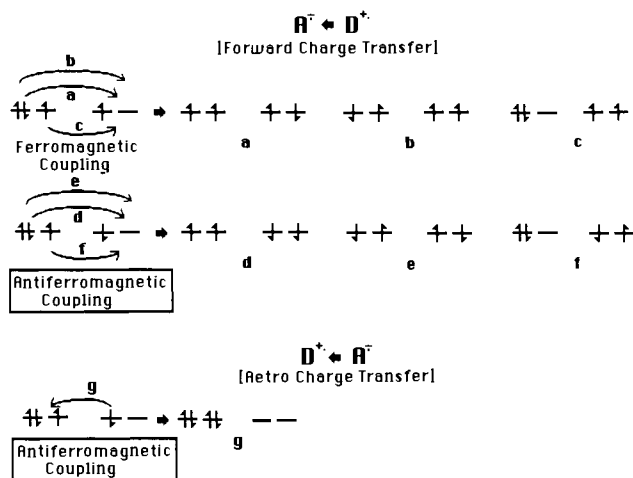 A⁻· ← D⁺·
[Forward Charge Transfer]
b
a
c
a b c
Ferromagnetic
Coupling
e
d
f
d e f
Antiferromagnetic
Coupling
D⁺· ← A⁻·
[Retro Charge Transfer]
g
g
Antiferromagnetic
Coupling